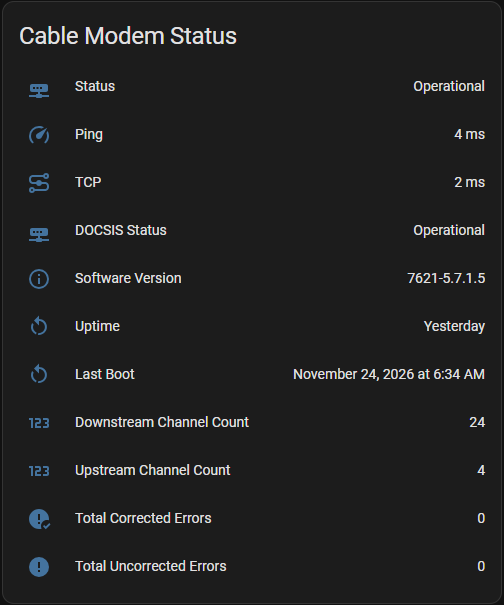 Cable Modem Status
Status Operational
Ping 4 ms
TCP 2 ms
DOCSIS Status Operational
Software Version 7621-5.7.1.5
Uptime Yesterday
Last Boot November 24, 2026 at 6:34 AM
123 Downstream Channel Count 24
123 Upstream Channel Count 4
Total Corrected Errors 0
Total Uncorrected Errors 0